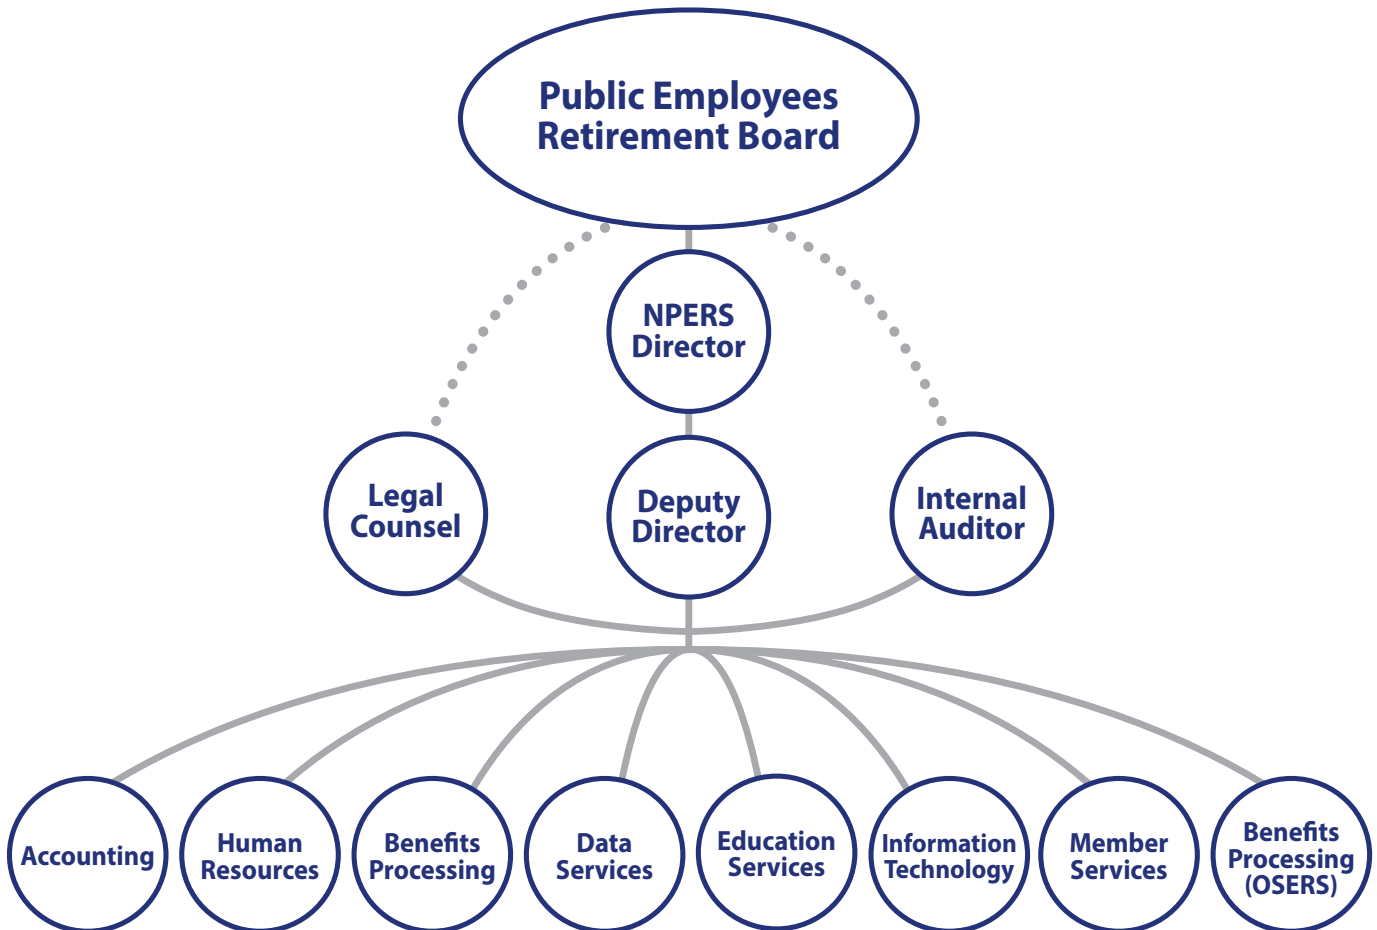 Public Employees
Retirement Board
NPERS
Director
Legal
Counsel
Deputy
Director
Internal
Auditor
Accounting
Human
Resources
Benefits
Processing
Data
Services
Education
Services
Information
Technology
Member
Services
Benefits
Processing
(OSERS)